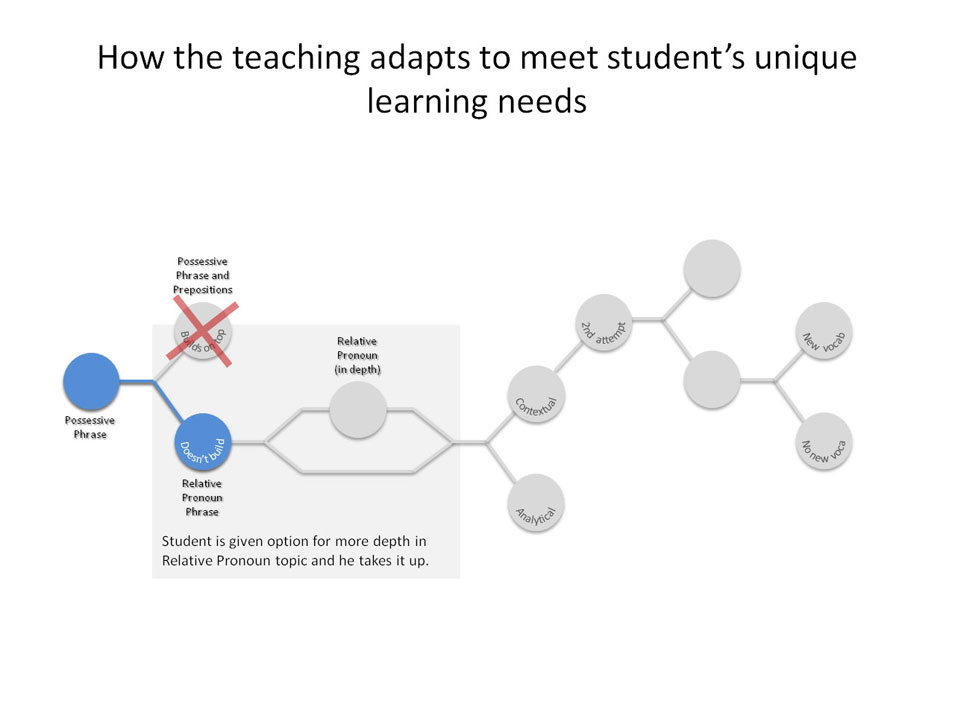 How the teaching adapts to meet student’s unique
learning needs
Possessive
Phrase and
Prepositions
Builds on top
Relative
Pronoun
(in depth)
2nd attempt
New vocab
Possessive
Phrase
Contextual
Doesn't build
No new voca
Relative
Pronoun
Phrase
Analytical
Student is given option for more depth in
Relative Pronoun topic and he takes it up.